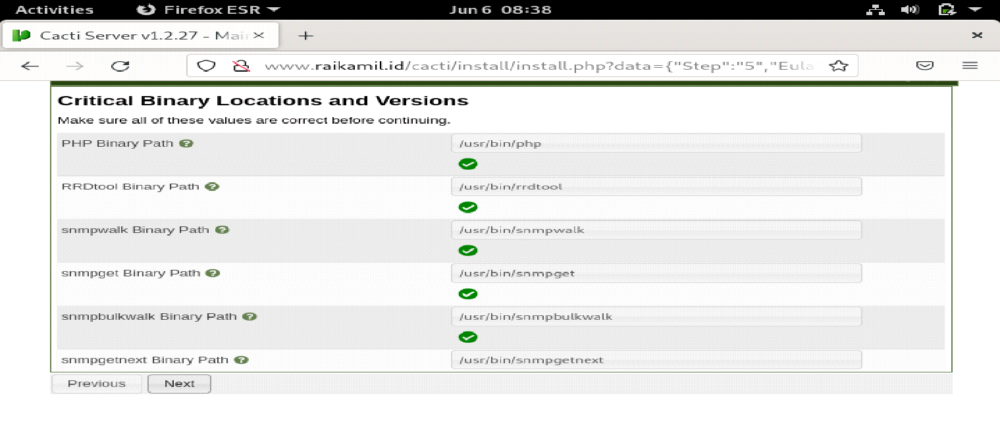 Activities Firefox ESR Jun 6 08:38
Cacti Server v1.2.27 - Main
www.raikamil.id/cacti/install/install.php?data={"Step":"5","Eula
Critical Binary Locations and Versions
Make sure all of these values are correct before continuing.
PHP Binary Path /usr/bin/php
RRDtool Binary Path /usr/bin/rrdtool
snmpwalk Binary Path /usr/bin/snmpwalk
snmpget Binary Path /usr/bin/snmpget
snmpbulkwalk Binary Path /usr/bin/snmpbulkwalk
snmpgetnext Binary Path /usr/bin/snmpgetnext
Previous Next